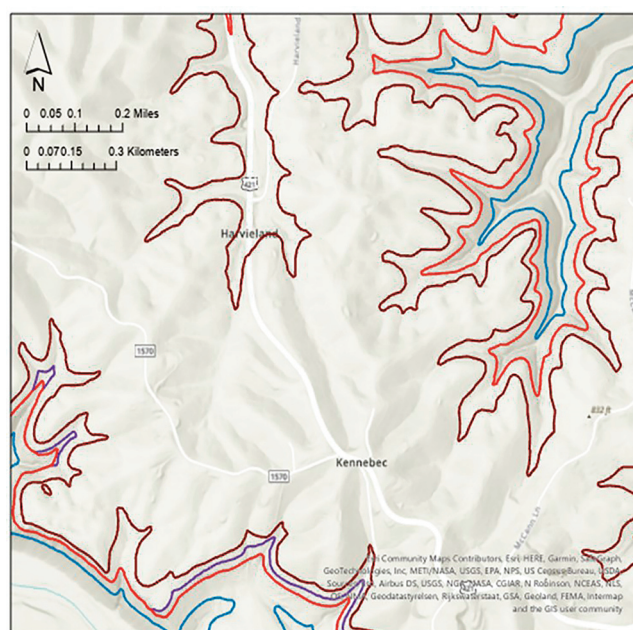 Harvieland
N
0 0.05 0.1 0.2 Miles
0 0.070.15 0.3 Kilometers
421
Harvieland
1570
832 ft
Kennebec
1570
McCann Ln
Community Maps Contributors, Esri, HERE, Garmin, SafeGraph,
GeoTechnologies, Inc, METI/NASA, USGS, EPA, NPS, US Census Bureau, USDA,
Airbus DS, USGS, NGA, NASA, CGIAR, N Robinson, NCEAS, NLS,
Geodatastyrelsen, Rijkswaterstaat, GSA, Geoland, FEMA, Intermap
and the GIS user community
421